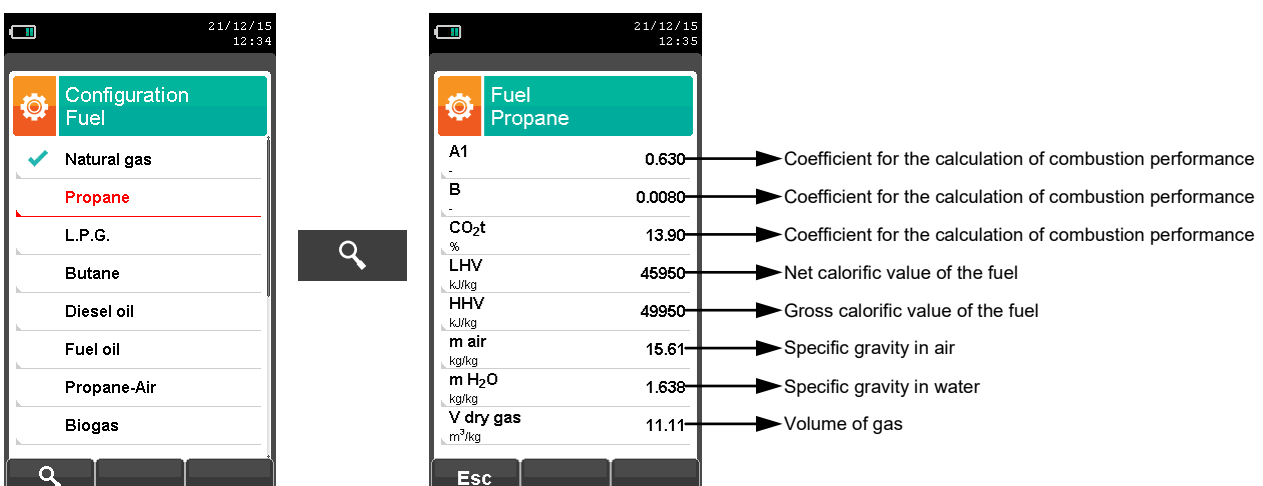 21/12/15
12:34
Configuration
Fuel
Natural gas
Propane
L.P.G.
Butane
Diesel oil
Fuel oil
Propane-Air
Biogas
21/12/15
12:35
Fuel
Propane
A1 0.630 Coefficient for the calculation of combustion performance
-
B 0.0080 Coefficient for the calculation of combustion performance
-
CO₂t 13.90 Coefficient for the calculation of combustion performance
%
LHV 45950 Net calorific value of the fuel
kJ/kg
HHV 49950 Gross calorific value of the fuel
kJ/kg
m air 15.61 Specific gravity in air
kg/kg
m H₂O 1.638 Specific gravity in water
kg/kg
V dry gas 11.11 Volume of gas
m³/kg
Esc